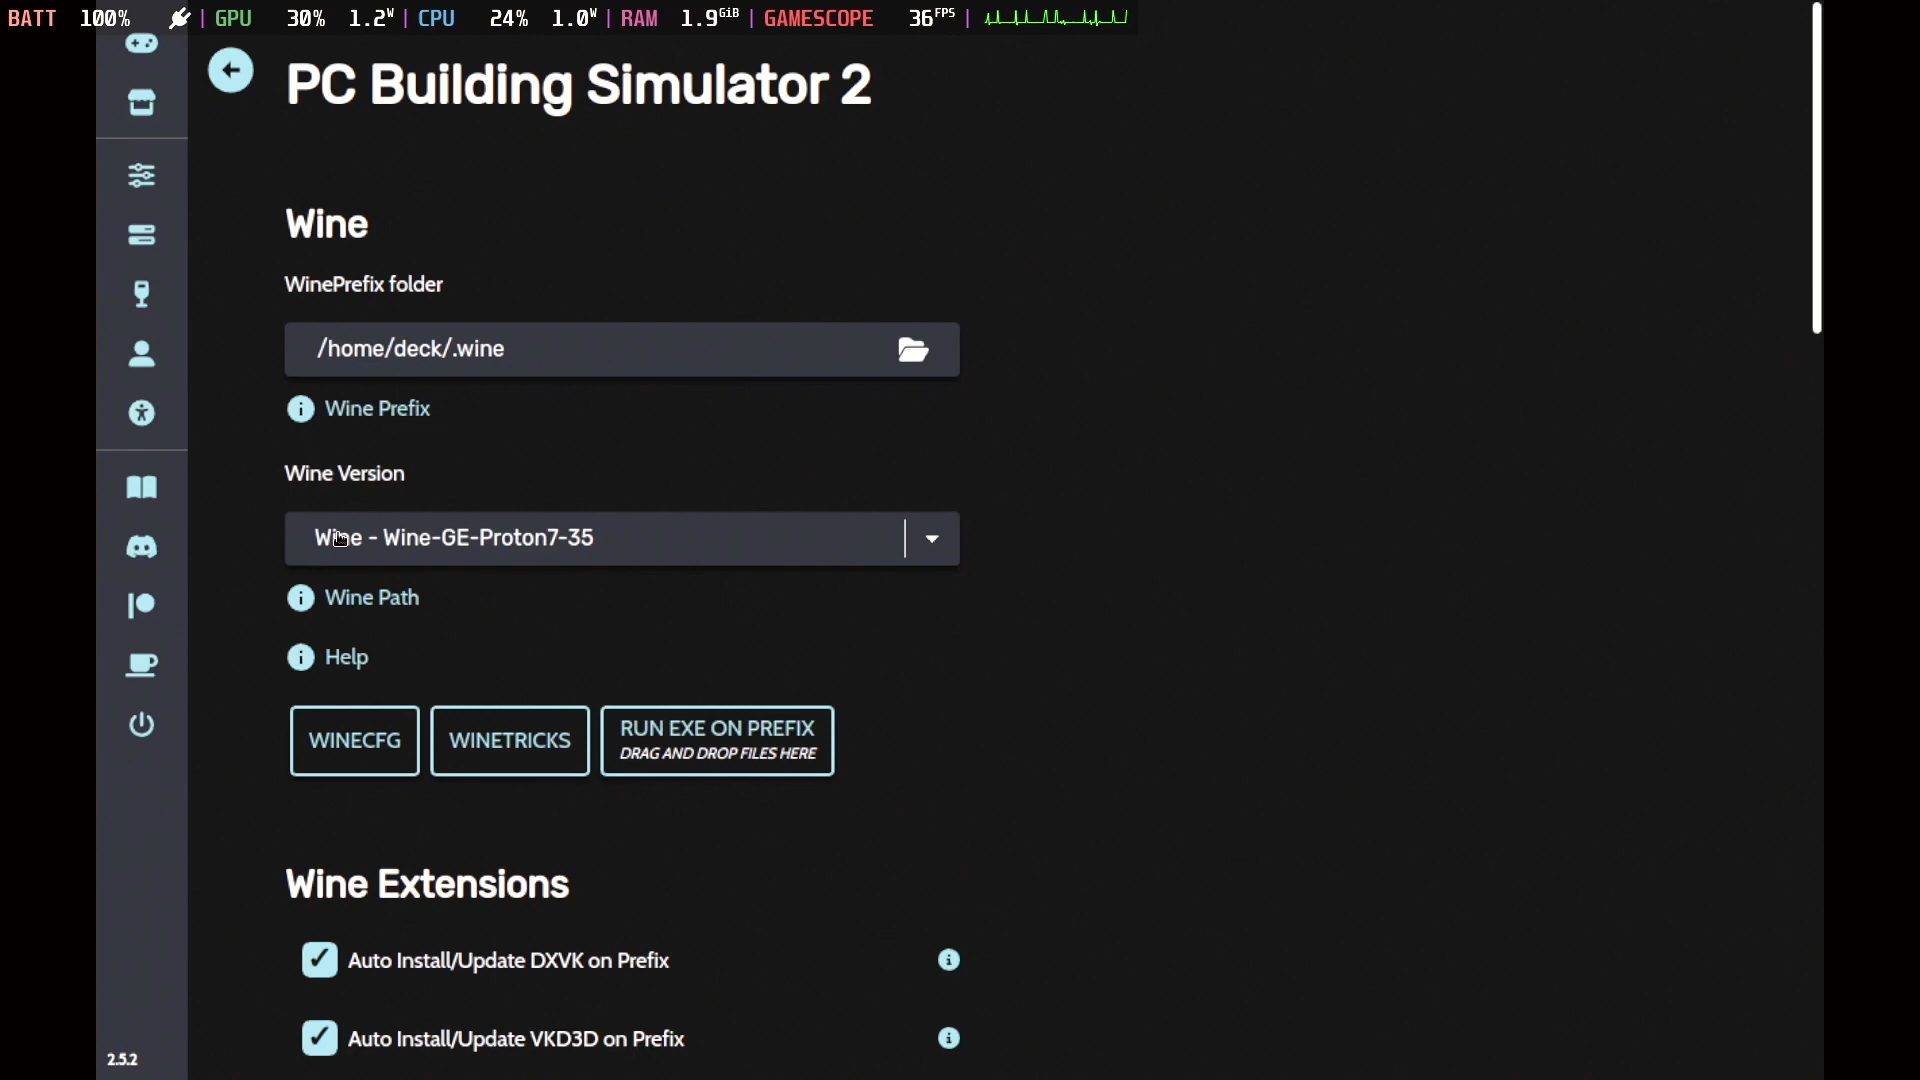 BATT 100% | GPU 30% 1.2W | CPU 24% 1.0W | RAM 1.9GiB | GAMESCOPE 36FPS |
PC Building Simulator 2
Wine
WinePrefix folder
/home/deck/.wine
Wine Prefix
Wine Version
Wine - Wine-GE-Proton7-35
Wine Path
Help
WINECFG
WINETRICKS
RUN EXE ON PREFIX
DRAG AND DROP FILES HERE
Wine Extensions
Auto Install/Update DXVK on Prefix
Auto Install/Update VKD3D on Prefix
2.5.2